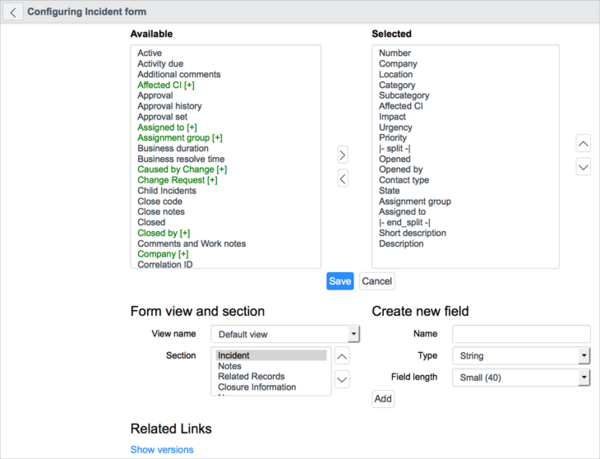 Configuring Incident form
Available
Active
Activity due
Additional comments
Affected CI [+]
Approval
Approval history
Approval set
Assigned to [+]
Assignment group [+]
Business duration
Business resolve time
Caused by Change [+]
Change Request [+]
Child Incidents
Close code
Close notes
Closed
Closed by [+]
Comments and Work notes
Company [+]
Correlation ID
Selected
Number
Company
Location
Category
Subcategory
Affected CI
Impact
Urgency
Priority
|- split -|
Opened
Opened by
Contact type
State
Assignment group
Assigned to
|- end_split -|
Short description
Description
Save
Cancel
Form view and section
View name
Default view
Section
Incident
Notes
Related Records
Closure Information
Create new field
Name
Type
String
Field length
Small (40)
Add
Related Links
Show versions